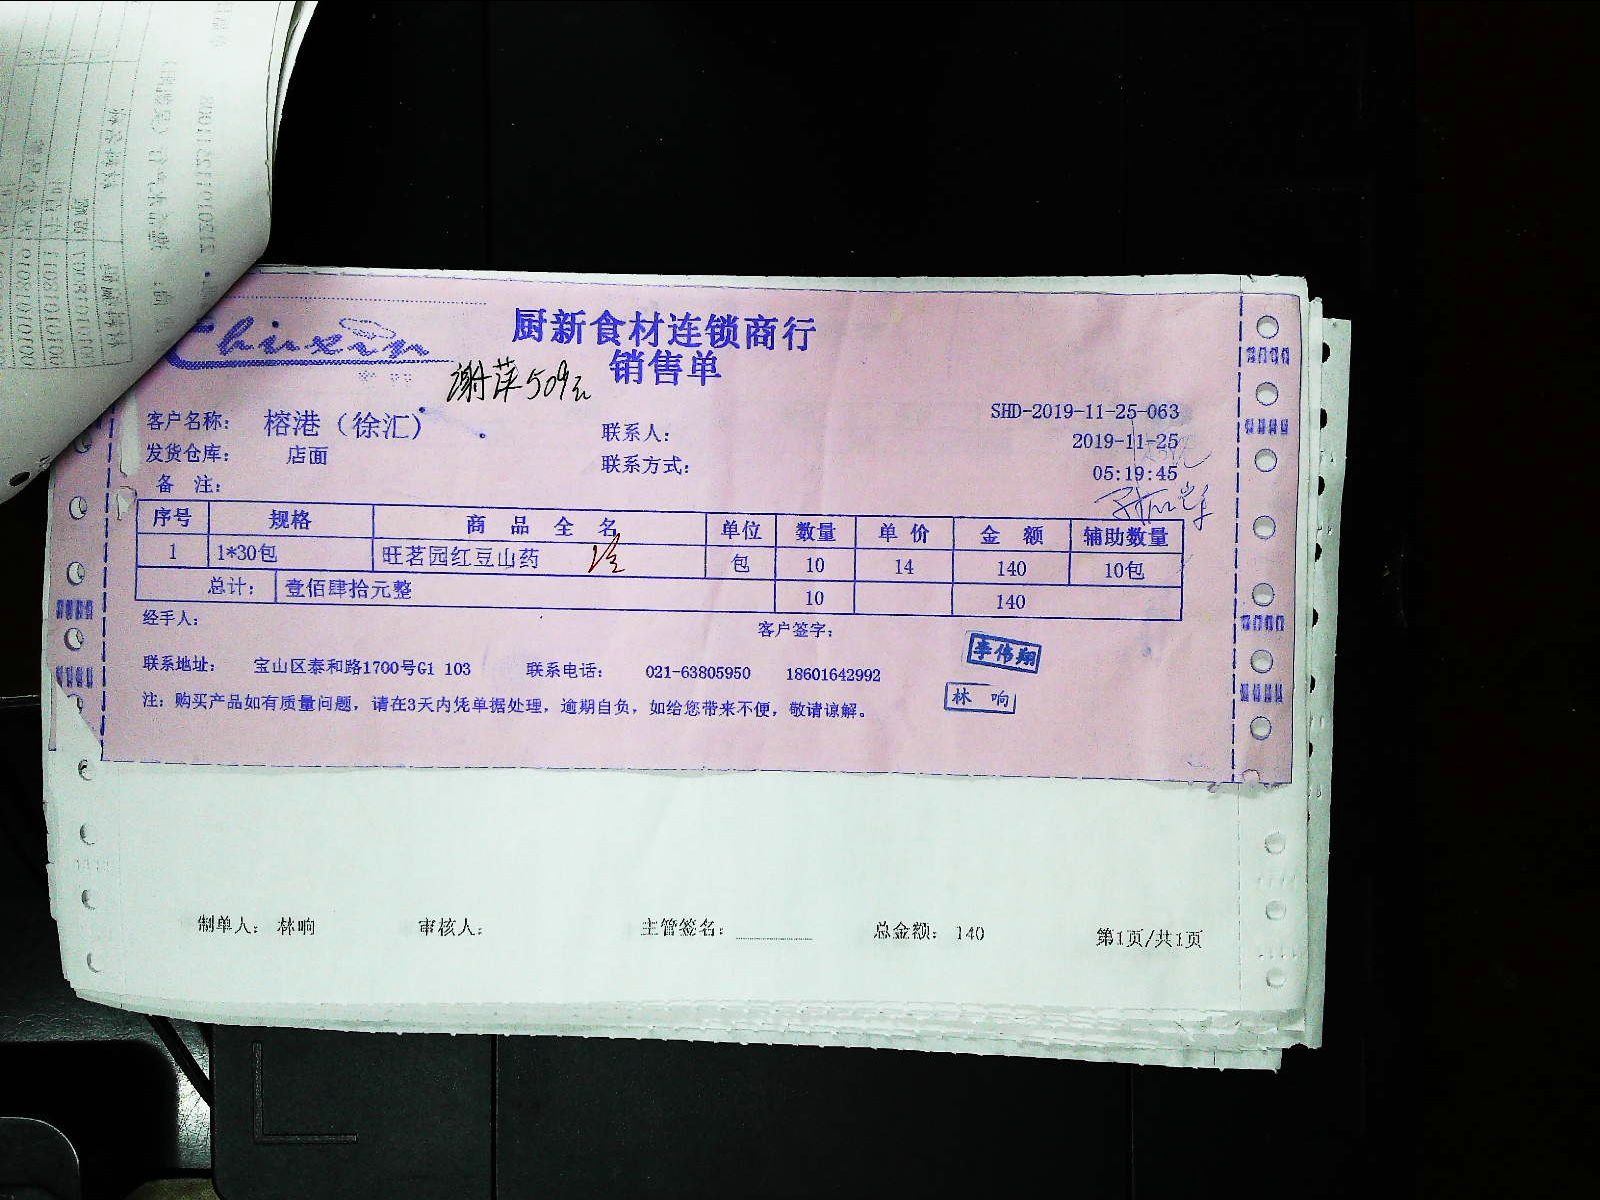 Chuxin
厨新食材连锁商行
销售单
谢萍509元
SHD-2019-11-25-063
客户名称: 榕港（徐汇） 联系人: 2019-11-25
发货仓库: 店面 联系方式: 05:19:45
备 注:
序号 规格 商 品 全 名 单位 数量 单 价 金 额 辅助数量
1 1*30包 旺茗园红豆山药 包 10 14 140 10包
总计: 壹佰肆拾元整 10 140
经手人: 客户签字:
李伟翔
联系地址: 宝山区泰和路1700号G1 103 联系电话: 021-63805950 18601642992
林 响
注: 购买产品如有质量问题, 请在3天内凭单据处理, 逾期自负, 如给您带来不便, 敬请谅解。
制单人: 林响 审核人: 主管签名: 总金额: 140 第1页/共1页